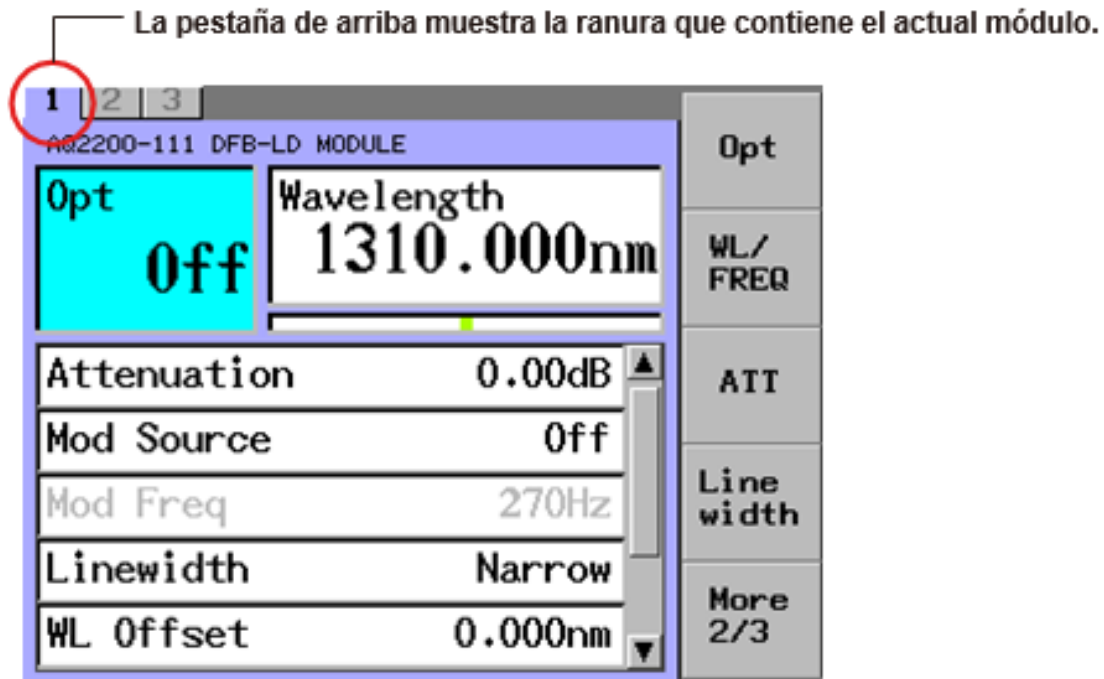 La pestaña de arriba muestra la ranura que contiene el actual módulo.
1 2 3
AQ2200-111 DFB-LD MODULE
Opt
Off
Wavelength
1310.000nm
Attenuation 0.00dB
Mod Source Off
Mod Freq 270Hz
Linewidth Narrow
WL Offset 0.000nm
Opt
WL/
FREQ
ATT
Line
width
More
2/3